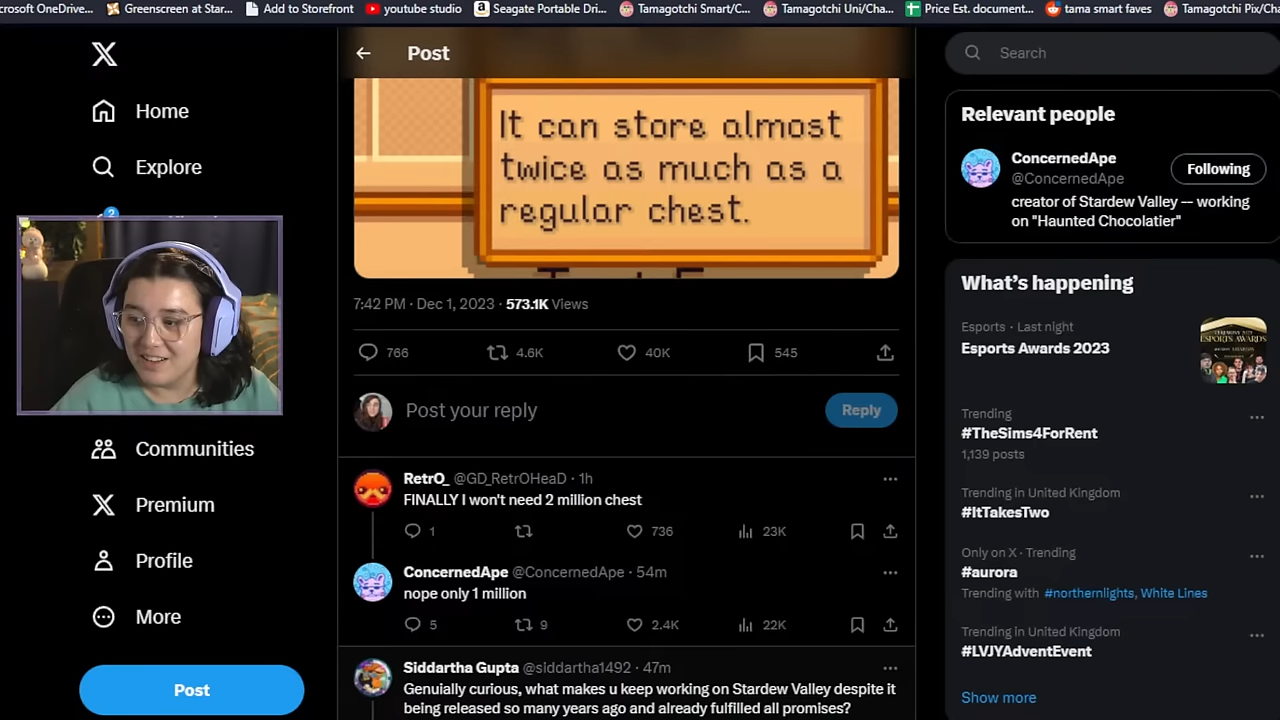 crosoft OneDrive...
Greenscreen at Star...
Add to Storefront
youtube studio
Seagate Portable Dri...
Tamagotchi Smart/C...
Tamagotchi Uni/Cha...
Price Est. document...
tama smart faves
Tamagotchi Pix/Cha
Post
Search
Home
Explore
2
Communities
Premium
Profile
More
Post
It can store almost
twice as much as a
regular chest.
7:42 PM · Dec 1, 2023 · 573.1K Views
766 4.6K 40K 545
Post your reply
Reply
RetrO_ @GD_RetrOHeaD · 1h
FINALLY I won't need 2 million chest
1 736 23K
ConcernedApe @ConcernedApe · 54m
nope only 1 million
5 9 2.4K 22K
Siddartha Gupta @siddartha1492 · 47m
Genuially curious, what makes u keep working on Stardew Valley despite it
being released so many years ago and already fulfilled all promises?
Relevant people
ConcernedApe
@ConcernedApe
Following
creator of Stardew Valley -- working
on "Haunted Chocolatier"
What's happening
Esports · Last night
Esports Awards 2023
ESPORTS AWARDS
Trending
#TheSims4ForRent
1,139 posts
Trending in United Kingdom
#ItTakesTwo
Only on X · Trending
#aurora
Trending with #northernlights, White Lines
Trending in United Kingdom
#LVJYAdventEvent
Show more